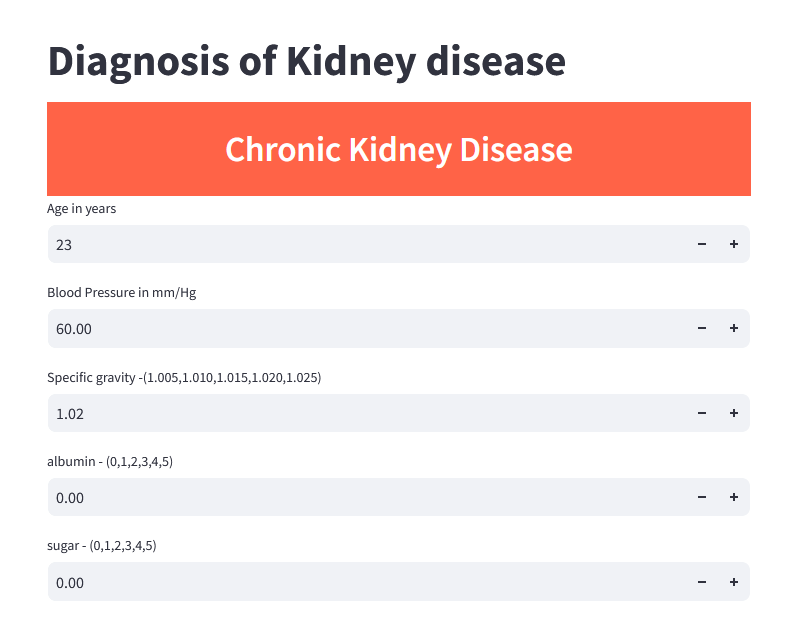 Diagnosis of Kidney disease
Chronic Kidney Disease
Age in years
23
Blood Pressure in mm/Hg
60.00
Specific gravity -(1.005,1.010,1.015,1.020,1.025)
1.02
albumin - (0,1,2,3,4,5)
0.00
sugar - (0,1,2,3,4,5)
0.00